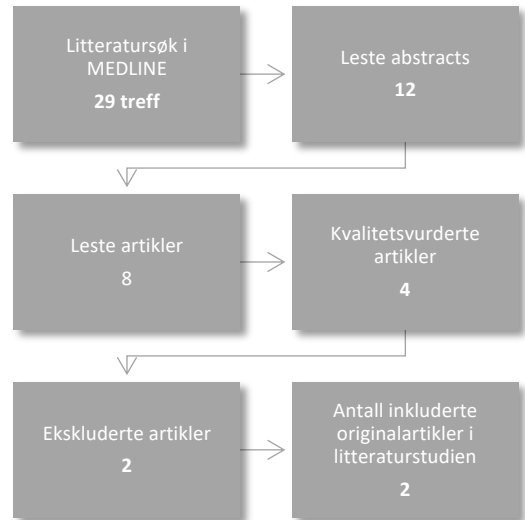 Litteratursøk i
MEDLINE
29 treff
Leste abstracts
12
Leste artikler
8
Kvalitetsvurderte
artikler
4
Ekskluderte artikler
2
Antall inkluderte
originalartikler i
litteraturstudien
2